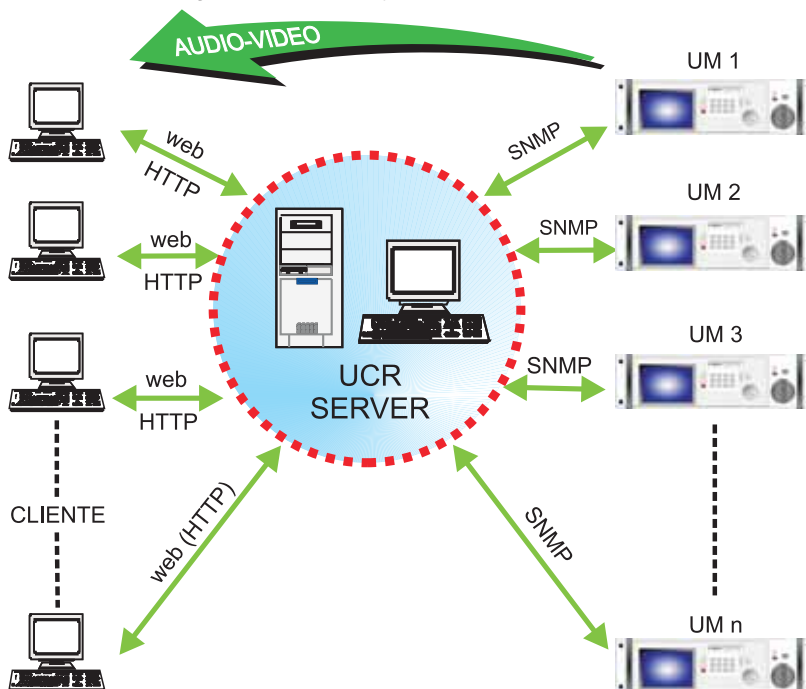 AUDIO-VIDEO
UM 1
web
HTTP
SNMP
UM 2
web
HTTP
SNMP
UM 3
web
HTTP
SNMP
UCR
SERVER
CLIENTE
web (HTTP)
SNMP
UM n